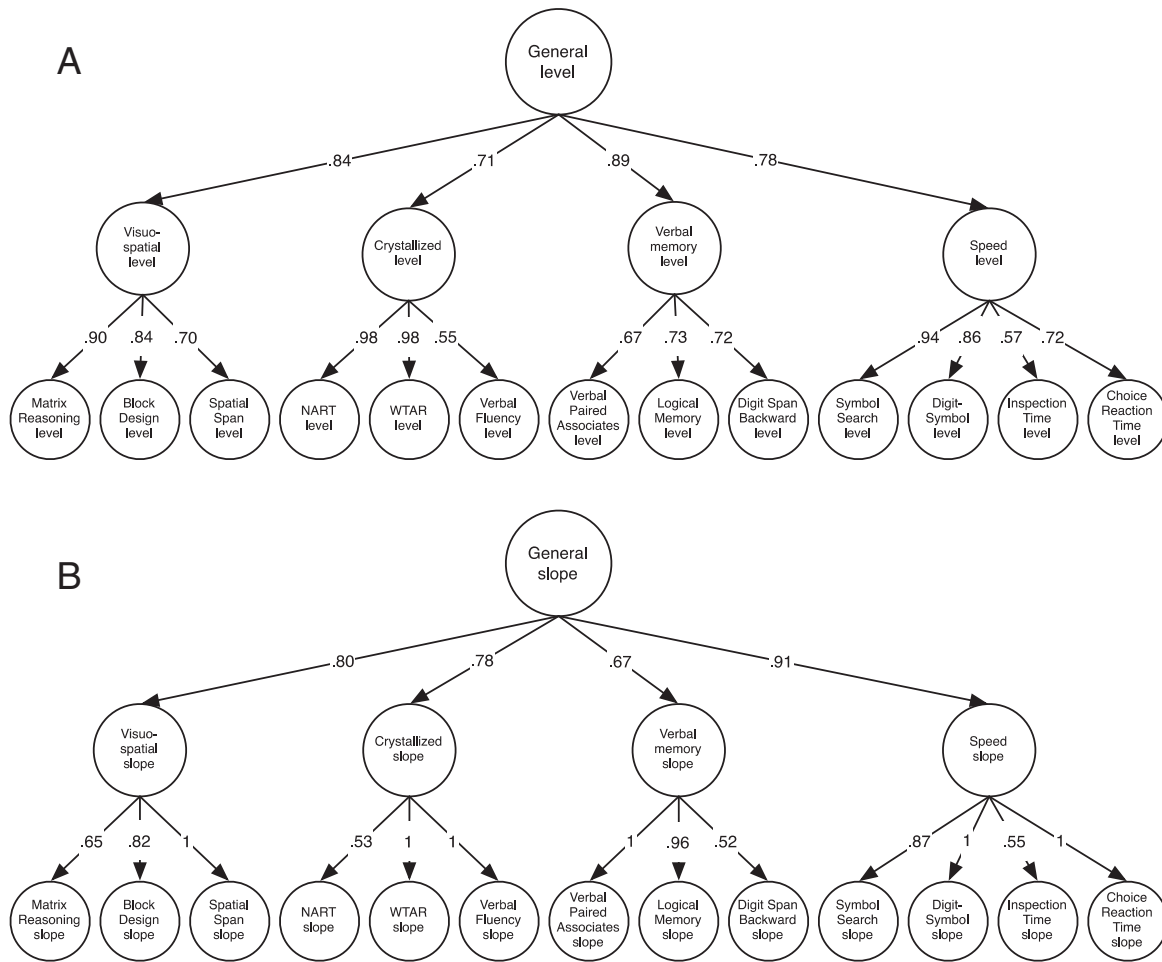 A
General
level
.84
.71
.89
.78
Visuo-
spatial
level
Crystallized
level
Verbal
memory
level
Speed
level
.90
.84
.70
.98
.98
.55
.67
.73
.72
.94
.86
.57
.72
Matrix
Reasoning
level
Block
Design
level
Spatial
Span
level
NART
level
WTAR
level
Verbal
Fluency
level
Verbal
Paired
Associates
level
Logical
Memory
level
Digit Span
Backward
level
Symbol
Search
level
Digit-
Symbol
level
Inspection
Time
level
Choice
Reaction
Time
level
B
General
slope
.80
.78
.67
.91
Visuo-
spatial
slope
Crystallized
slope
Verbal
memory
slope
Speed
slope
.65
.82
1
.53
1
1
1
.96
.52
.87
1
.55
1
Matrix
Reasoning
slope
Block
Design
slope
Spatial
Span
slope
NART
slope
WTAR
slope
Verbal
Fluency
slope
Verbal
Paired
Associates
slope
Logical
Memory
slope
Digit Span
Backward
slope
Symbol
Search
slope
Digit-
Symbol
slope
Inspection
Time
slope
Choice
Reaction
Time
slope